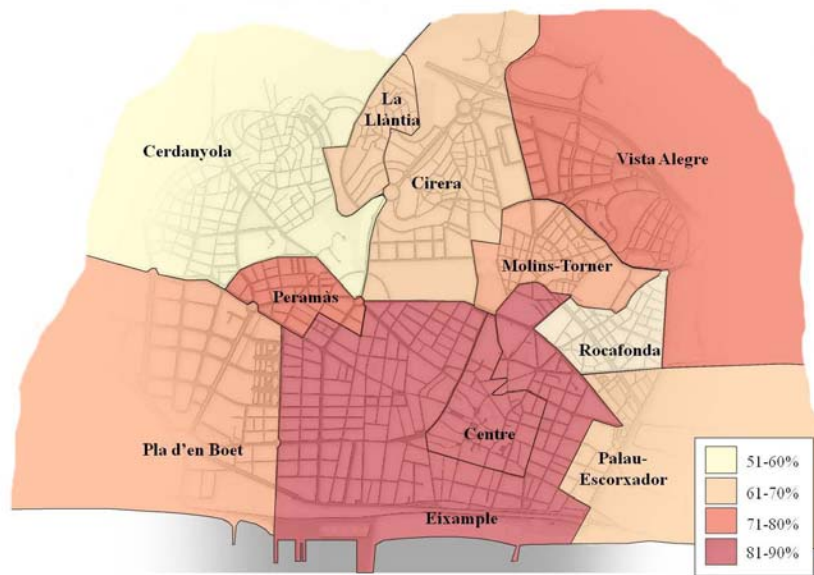 La
Llàntia
Cerdanyola
Vista Alegre
Cirera
Molins-Torner
Peramàs
Rocafonda
Centre
Pla d'en Boet
Palau-
Escorxador
Eixample
51-60%
61-70%
71-80%
81-90%